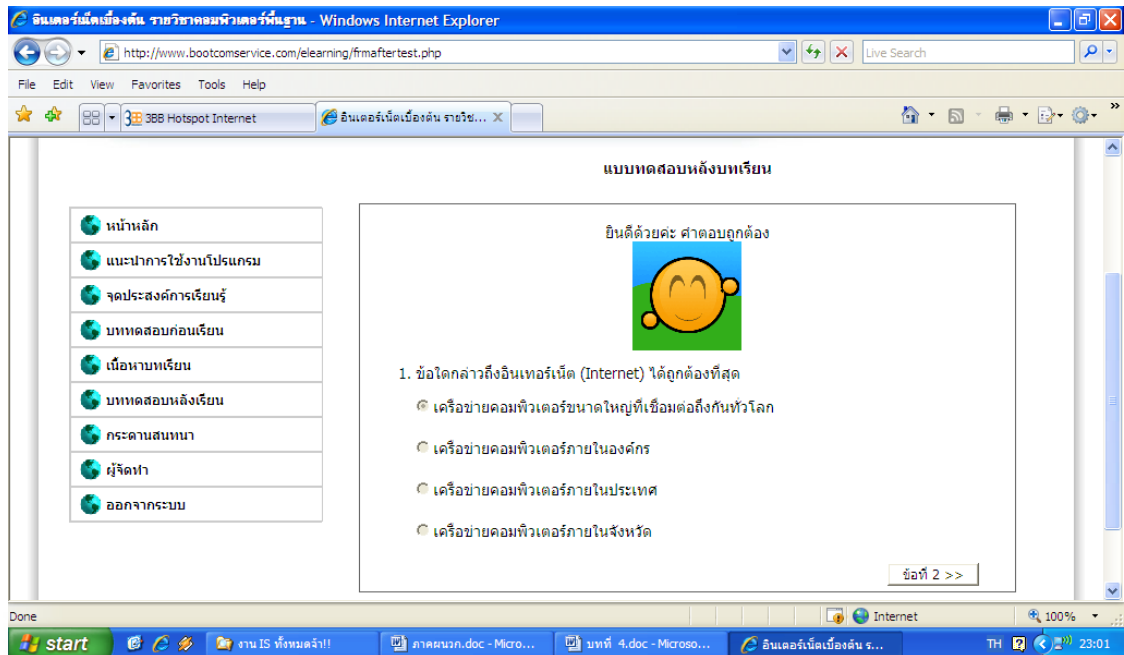 อินเตอร์เน็ตเบื้องต้น รายวิชาคอมพิวเตอร์พื้นฐาน - Windows Internet Explorer
http://www.bootcomservice.com/elearning/frmaftertest.php
Live Search
File Edit View Favorites Tools Help
3BB Hotspot Internet
อินเตอร์เน็ตเบื้องต้น รายวิช...
แบบทดสอบหลังบทเรียน
หน้าหลัก
แนะนำการใช้งานโปรแกรม
จุดประสงค์การเรียนรู้
บททดสอบก่อนเรียน
เนื้อหาบทเรียน
บททดสอบหลังเรียน
กระดานสนทนา
ผู้จัดทำ
ออกจากระบบ
ยินดีด้วยค่ะ คำตอบถูกต้อง
1. ข้อใดกล่าวถึงอินเทอร์เน็ต (Internet) ได้ถูกต้องที่สุด
เครือข่ายคอมพิวเตอร์ขนาดใหญ่ที่เชื่อมต่อถึงกันทั่วโลก
เครือข่ายคอมพิวเตอร์ภายในองค์กร
เครือข่ายคอมพิวเตอร์ภายในประเทศ
เครือข่ายคอมพิวเตอร์ภายในจังหวัด
ข้อที่ 2 >>
Done
Internet
100%
start
งาน IS ทั้งหมดจ้า!!
ภาคผนวก.doc - Micro...
บทที่ 4.doc - Microso...
อินเตอร์เน็ตเบื้องต้น ร...
TH
23:01